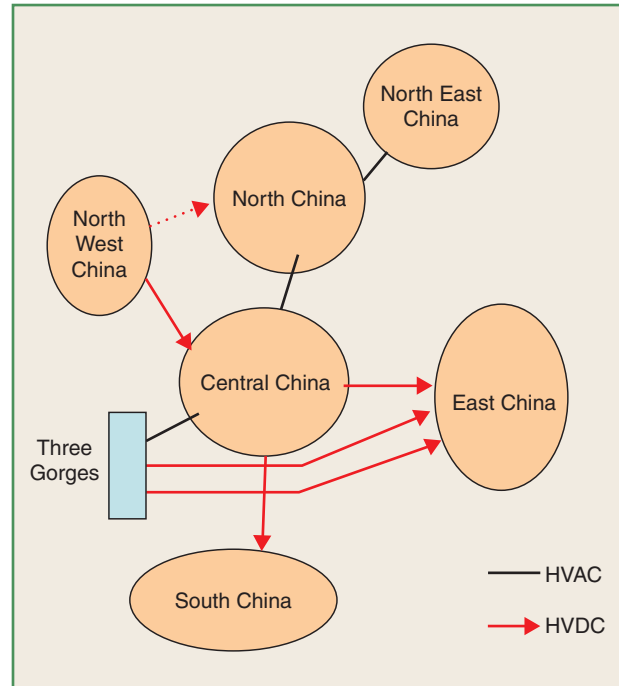 North East
China
North China
North
West
China
Central China
East China
Three
Gorges
South China
HVAC
HVDC